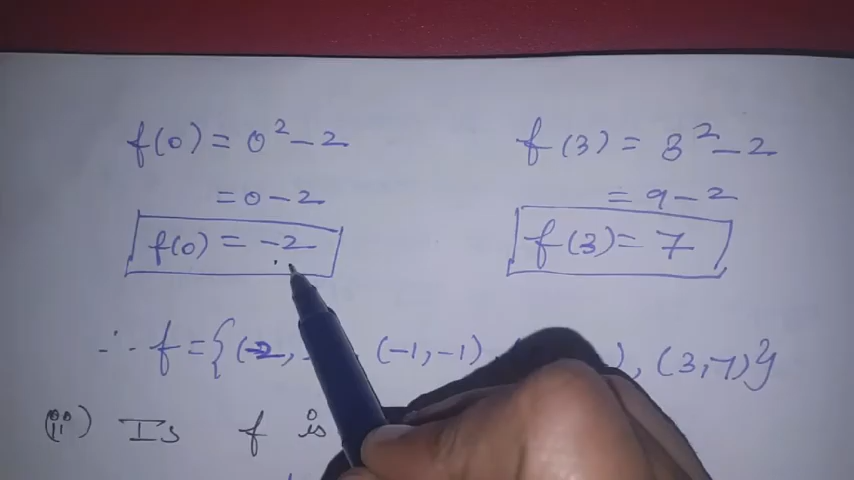 f(0) = 0² - 2
= 0 - 2
f(0) = -2
f(3) = 3² - 2
= 9 - 2
f(3) = 7
∴ f = {(-2, (-1, -1) ), (3, 7)}
(ii) Is f is